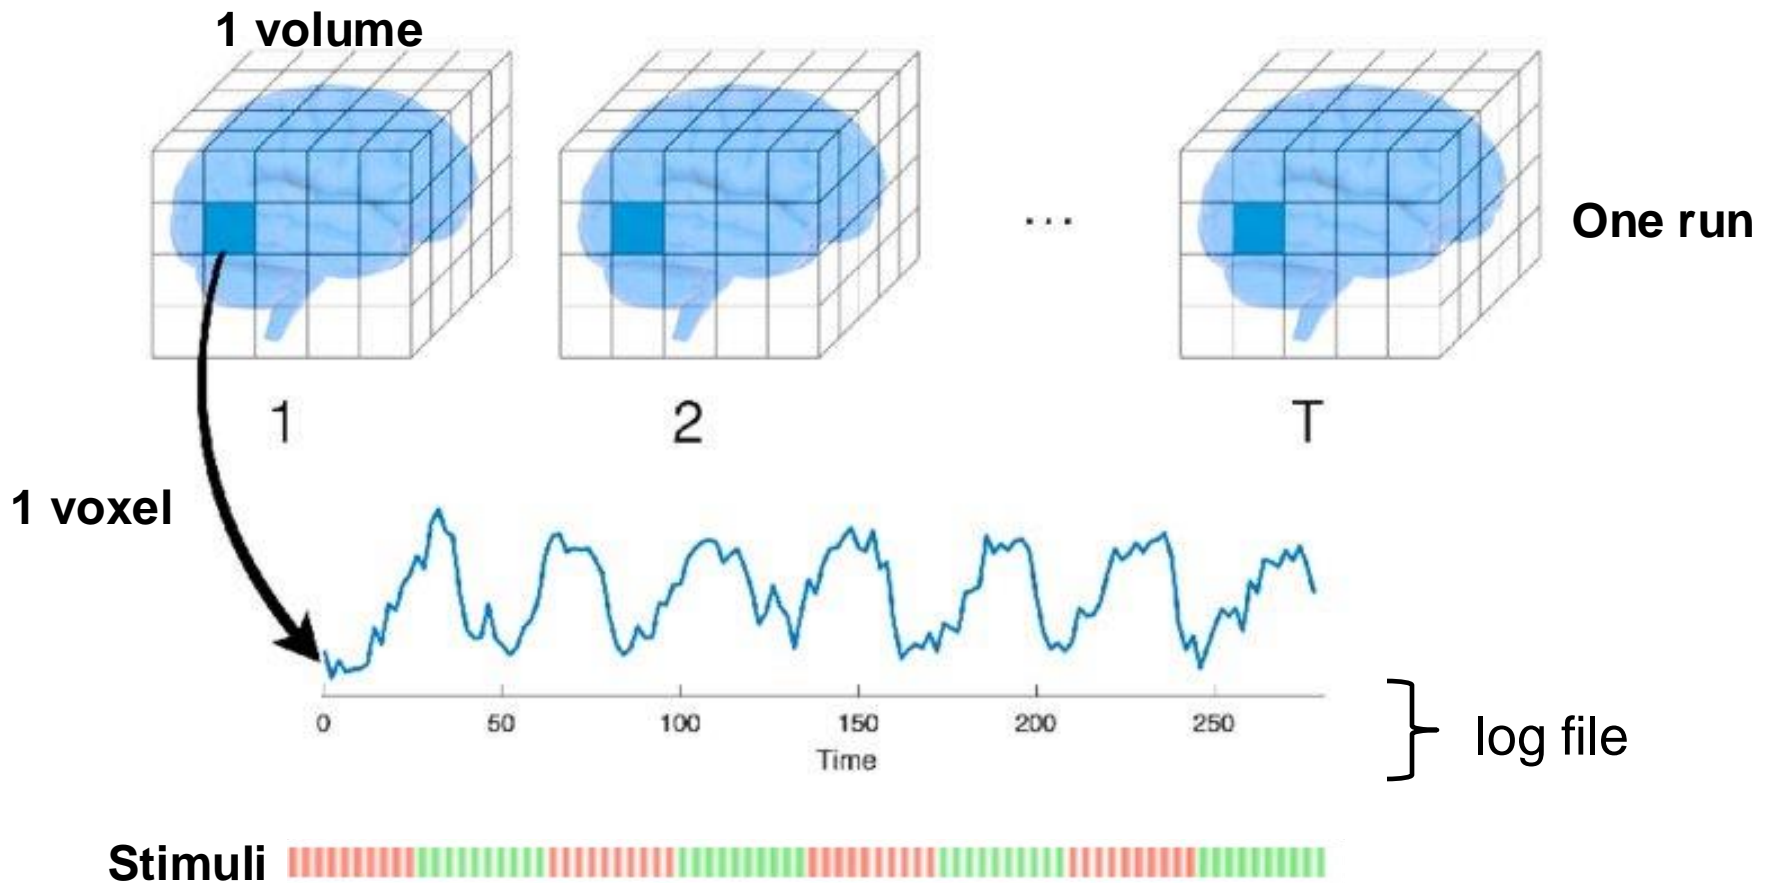 1 volume
...
One run
1
2
T
1 voxel
0
50
100
150
200
250
Time
log file
Stimuli